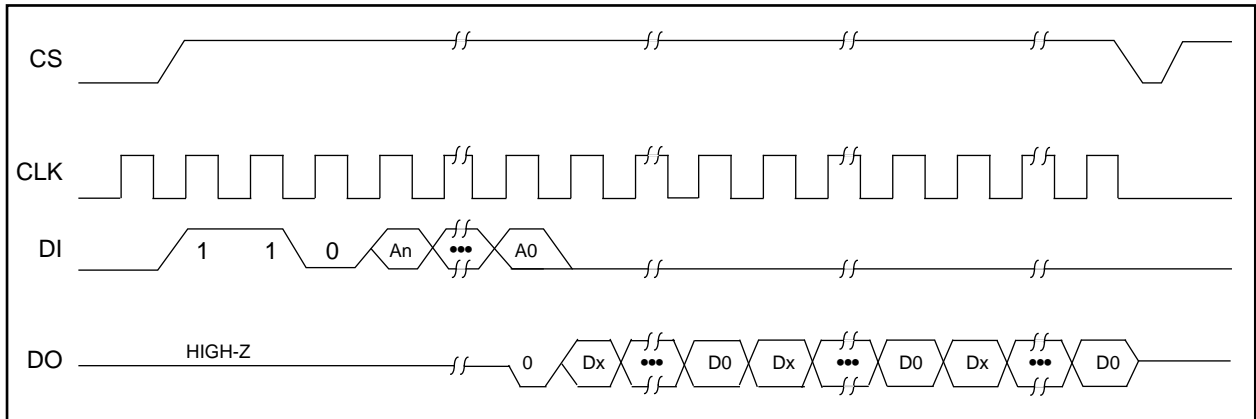 CS
CLK
DI 1 1 0 An ••• A0
HIGH-Z
DO 0 Dx ••• D0 Dx ••• D0 Dx ••• D0